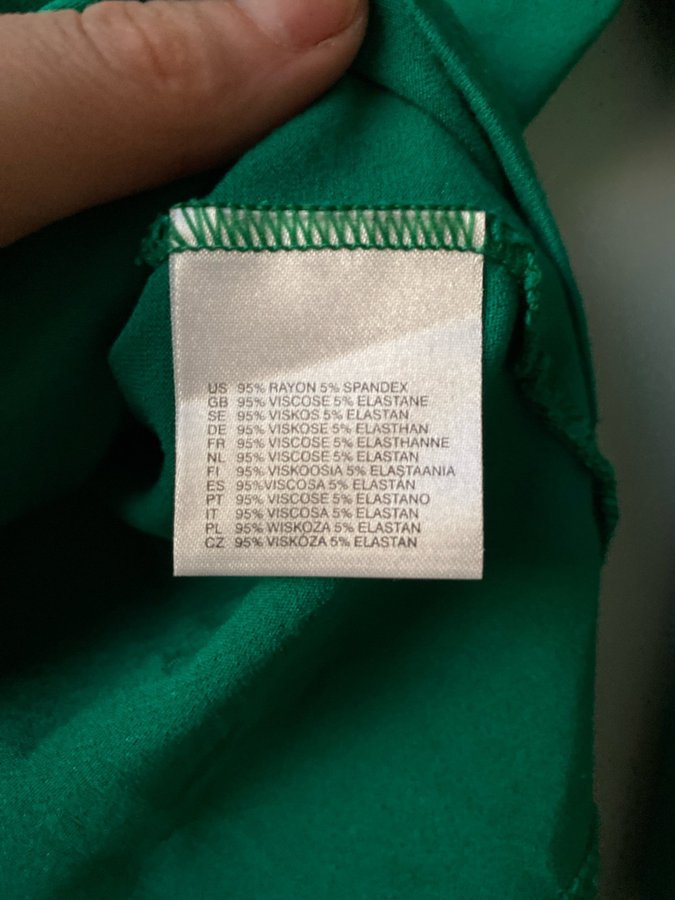 US 95% RAYON 5% SPANDEX
GB 95% VISCOSE 5% ELASTANE
SE 95% VISKOS 5% ELASTAN
DE 95% VISKOSE 5% ELASTHAN
FR 95% VISCOSE 5% ELASTHANNE
NL 95% VISCOSE 5% ELASTAN
FI 95% VISKOOSIA 5% ELASTAANIA
ES 95%VISCOSA 5% ELASTÁN
PT 95% VISCOSE 5% ELASTANO
IT 95% VISCOSA 5% ELASTAN
PL 95% WISKOZA 5% ELASTAN
CZ 95% VISKÓZA 5% ELASTAN